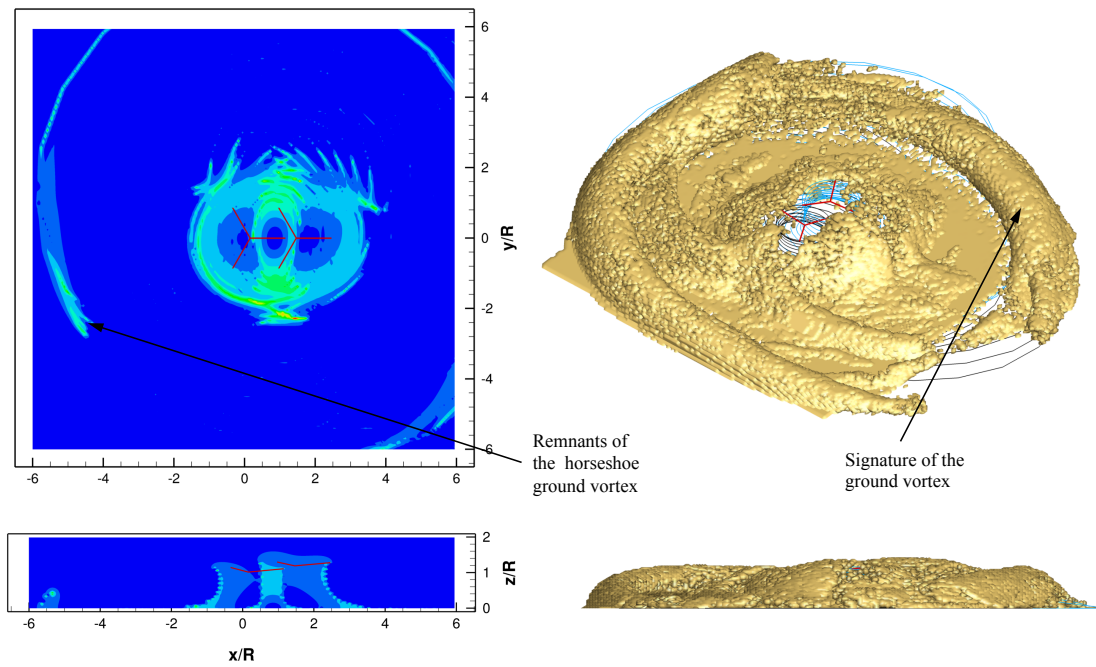 6
4
2
0
-2
-4
-6
y/R
-6 -4 -2 0 2 4 6
Remnants of
the horseshoe
ground vortex
Signature of the
ground vortex
2
1
0
z/R
-6 -4 -2 0 2 4 6
x/R